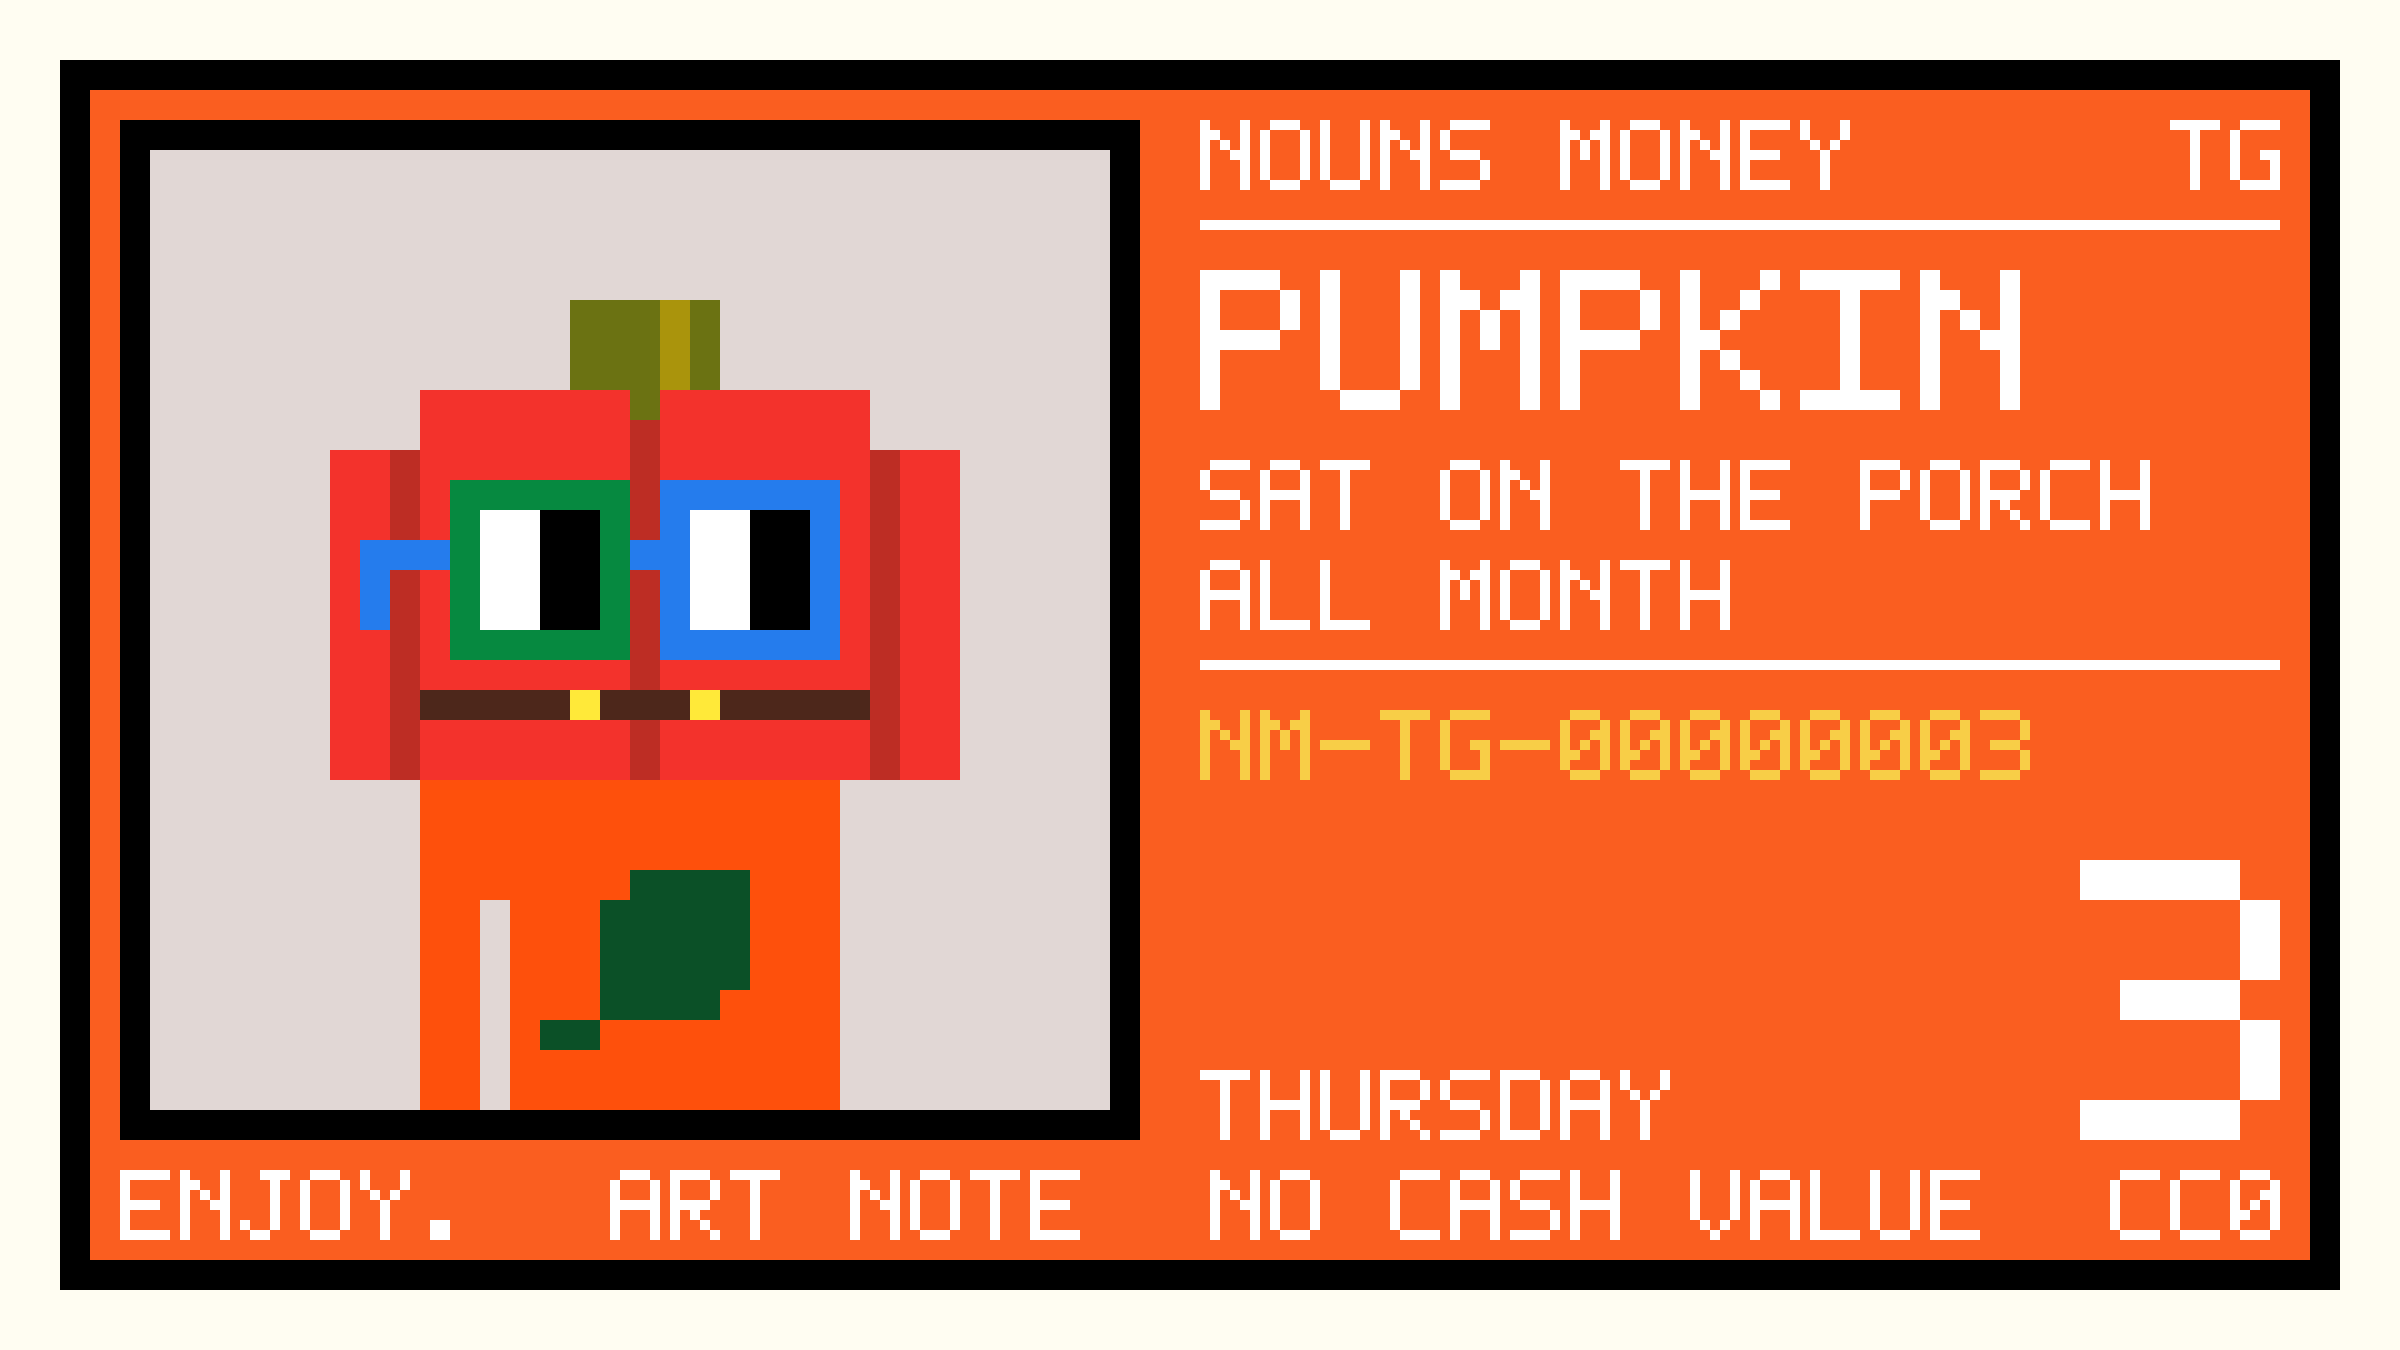 NOUNS MONEY TG
PUMPKIN
SAT ON THE PORCH
ALL MONTH
NM-TG-00000003
3
THURSDAY
ENJOY. ART NOTE NO CASH VALUE CC0